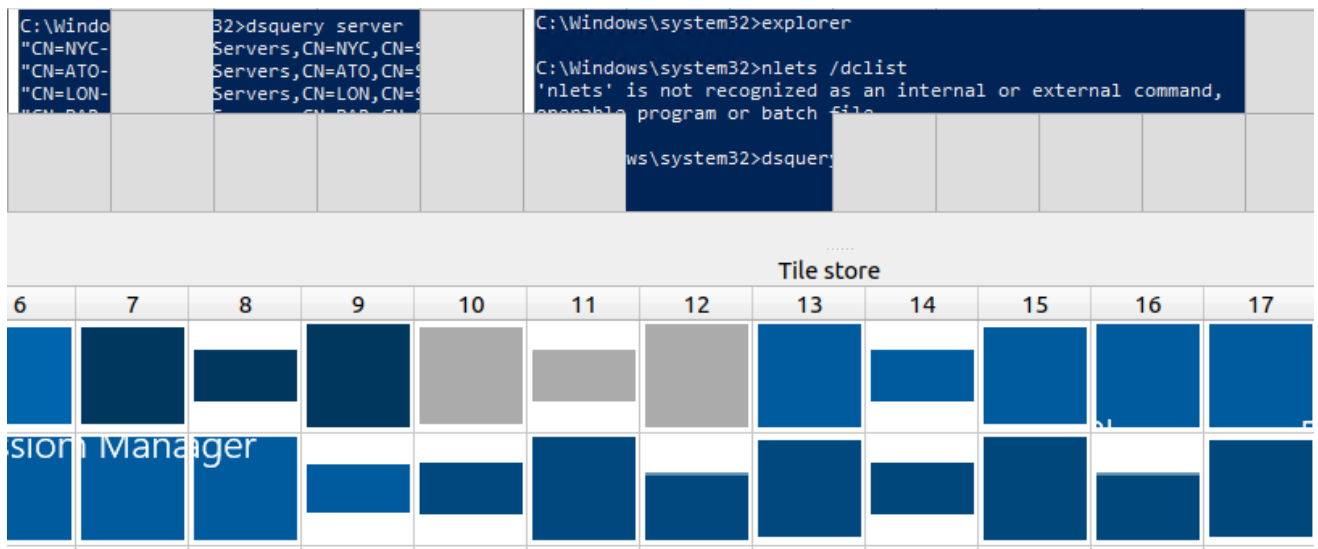 C:\Windo 32>dsquery server
"CN=NYC- Servers,CN=NYC,CN=S
"CN=ATO- Servers,CN=ATO,CN=S
"CN=LON- Servers,CN=LON,CN=S
C:\Windows\system32>explorer
C:\Windows\system32>nlets /dclist
'nlets' is not recognized as an internal or external command,
operable program or batch file
ws\system32>dsquery
Tile store
6 7 8 9 10 11 12 13 14 15 16 17
ssion Manager